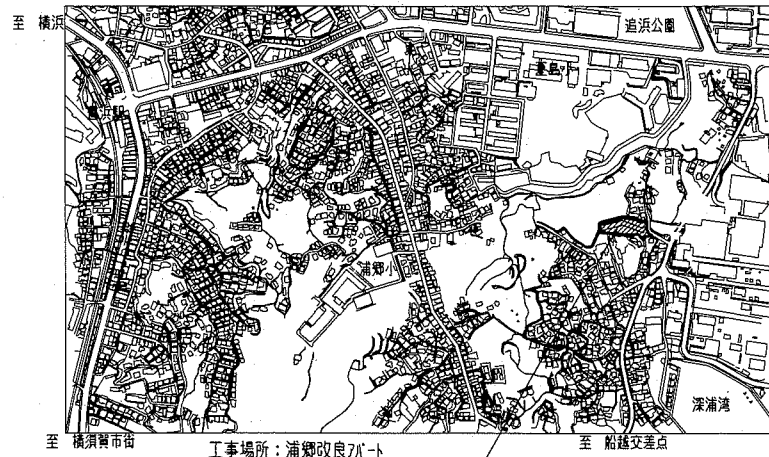 至 横浜
追浜公園
追浜駅
浦郷小
深浦湾
至 横須賀市街
工事場所：浦郷改良アパート
至 船越交差点